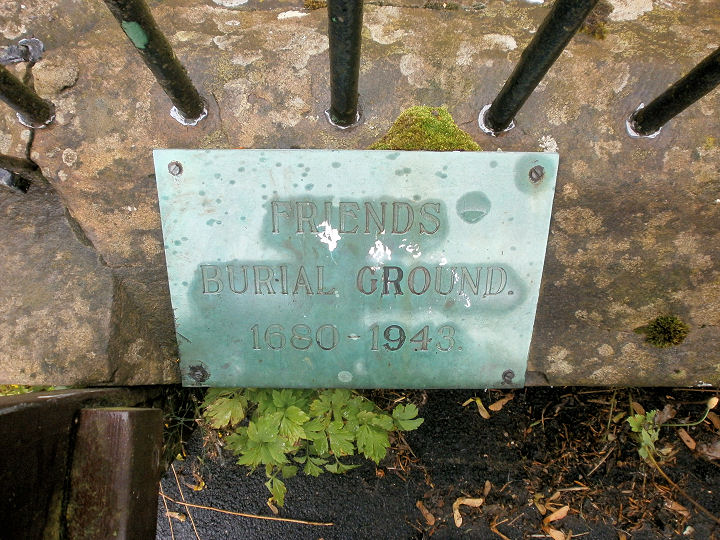 FRIENDS
BURIAL GROUND.
1680-1943.